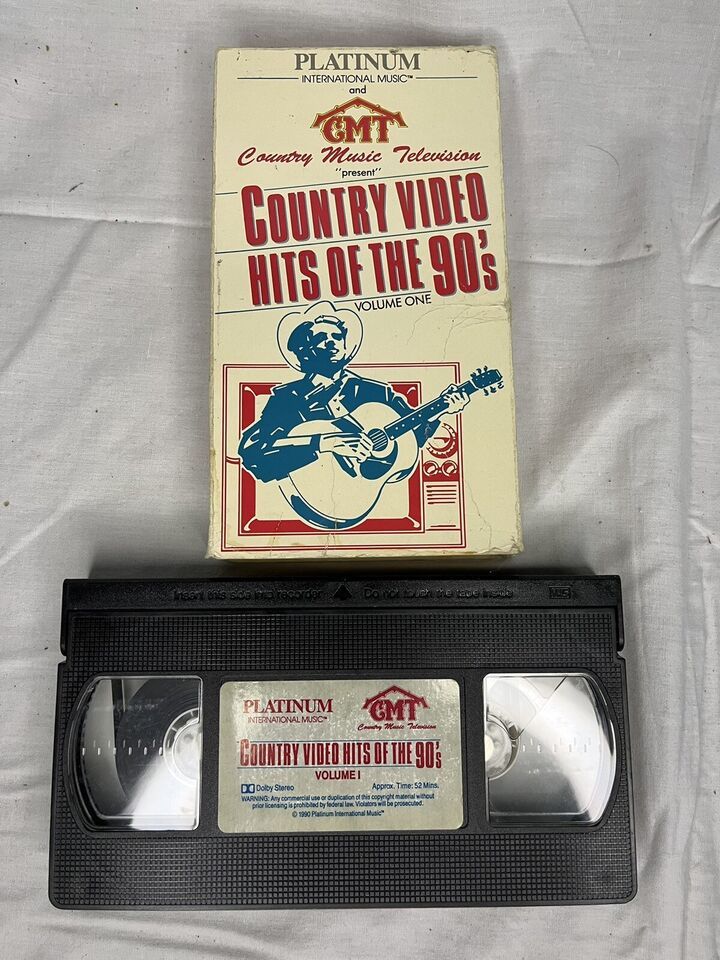 PLATINUM
INTERNATIONAL MUSIC™
and
CMT
Country Music Television
"present"
COUNTRY VIDEO
HITS OF THE 90's
VOLUME ONE
Insert this side into recorder ▲ Do not touch the tape inside
PLATINUM
INTERNATIONAL MUSIC™
CMT
Country Music Television
COUNTRY VIDEO HITS OF THE 90's
VOLUME I
Dolby Stereo Approx. Time: 52 Mins.
WARNING: Any commercial use or duplication of this copyright material without
prior licensing is prohibited by federal law. Violators will be prosecuted.
© 1990 Platinum International Music™